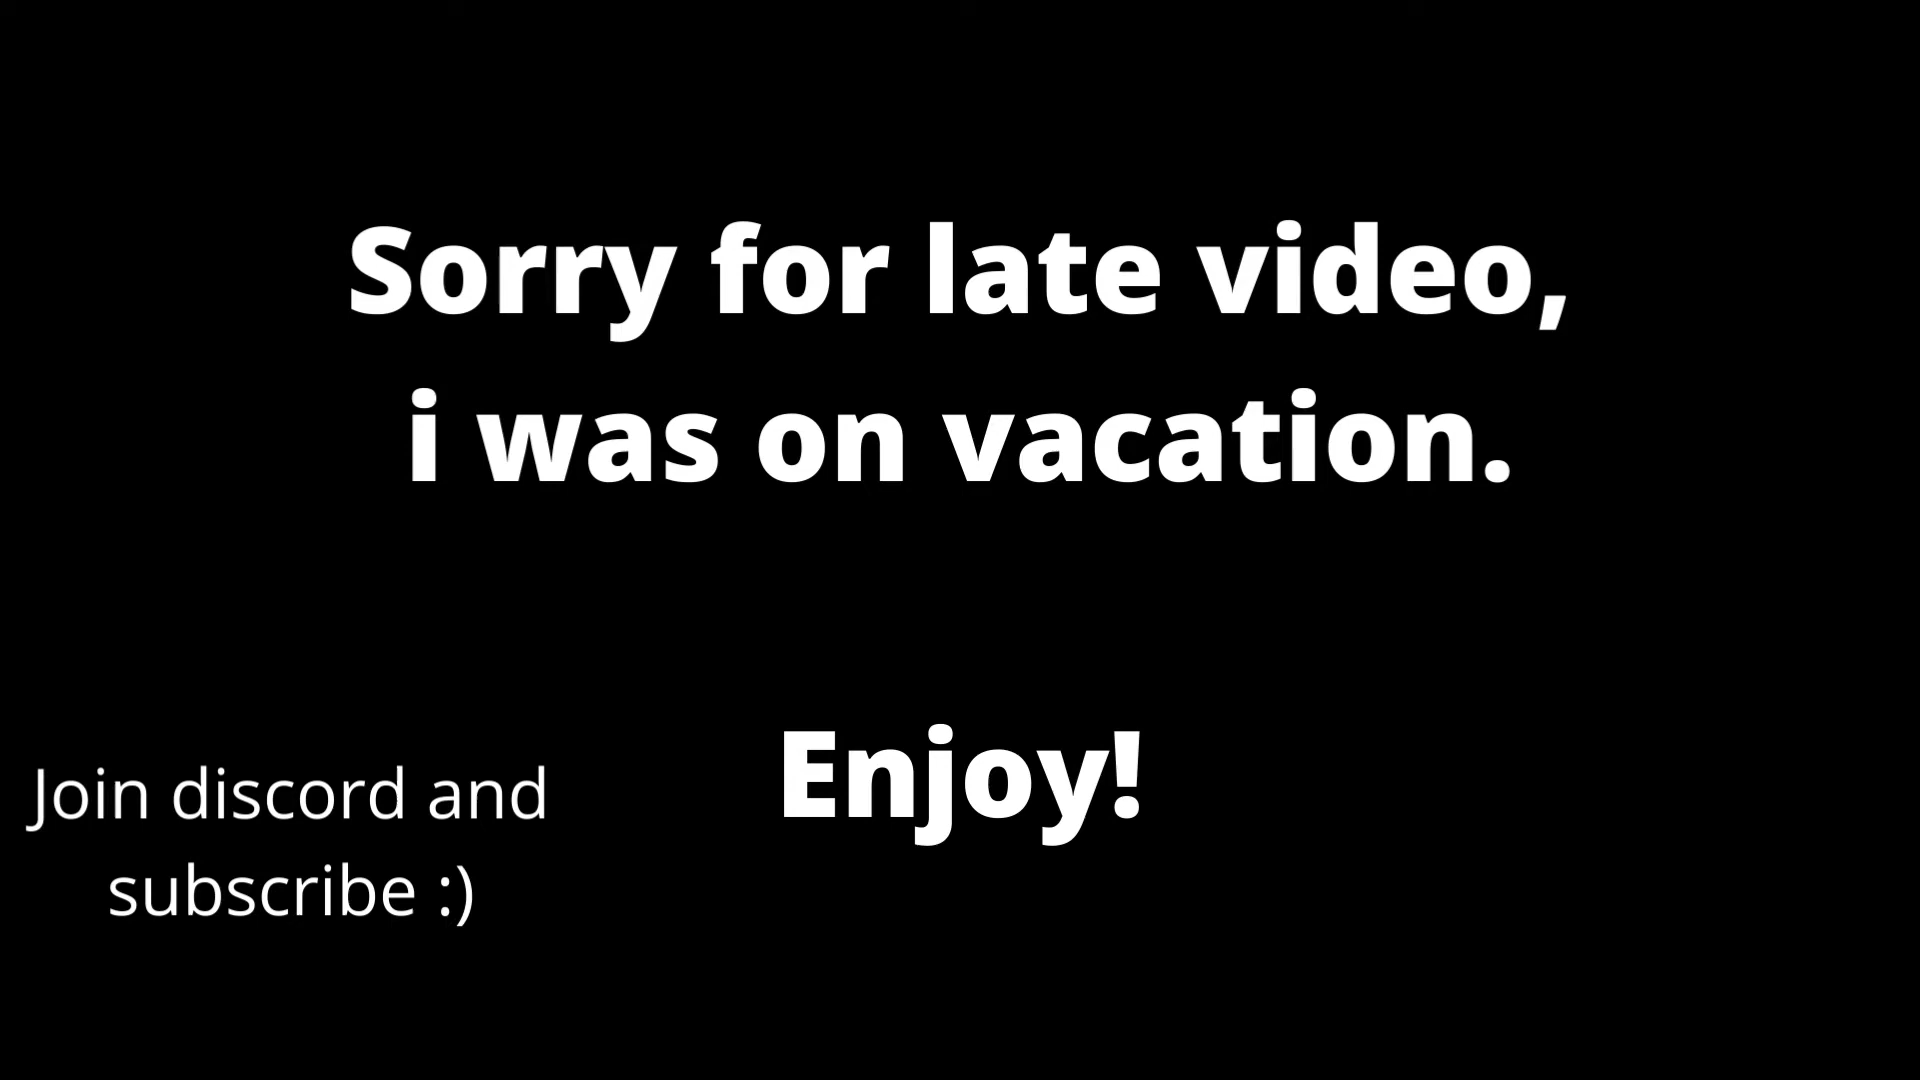 Sorry for late video,
i was on vacation.
Enjoy!
Join discord and
subscribe :)